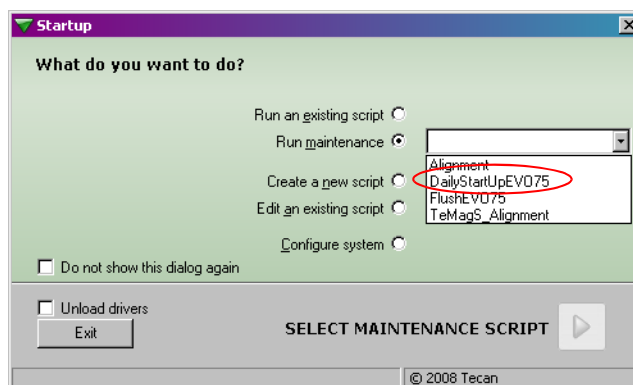 Startup
What do you want to do?
Run an existing script
Run maintenance
Alignment
Create a new script
DailyStartUpEVO75
FlushEVO75
Edit an existing script
TeMagS_Alignment
Configure system
Do not show this dialog again
Unload drivers
Exit
SELECT MAINTENANCE SCRIPT
© 2008 Tecan